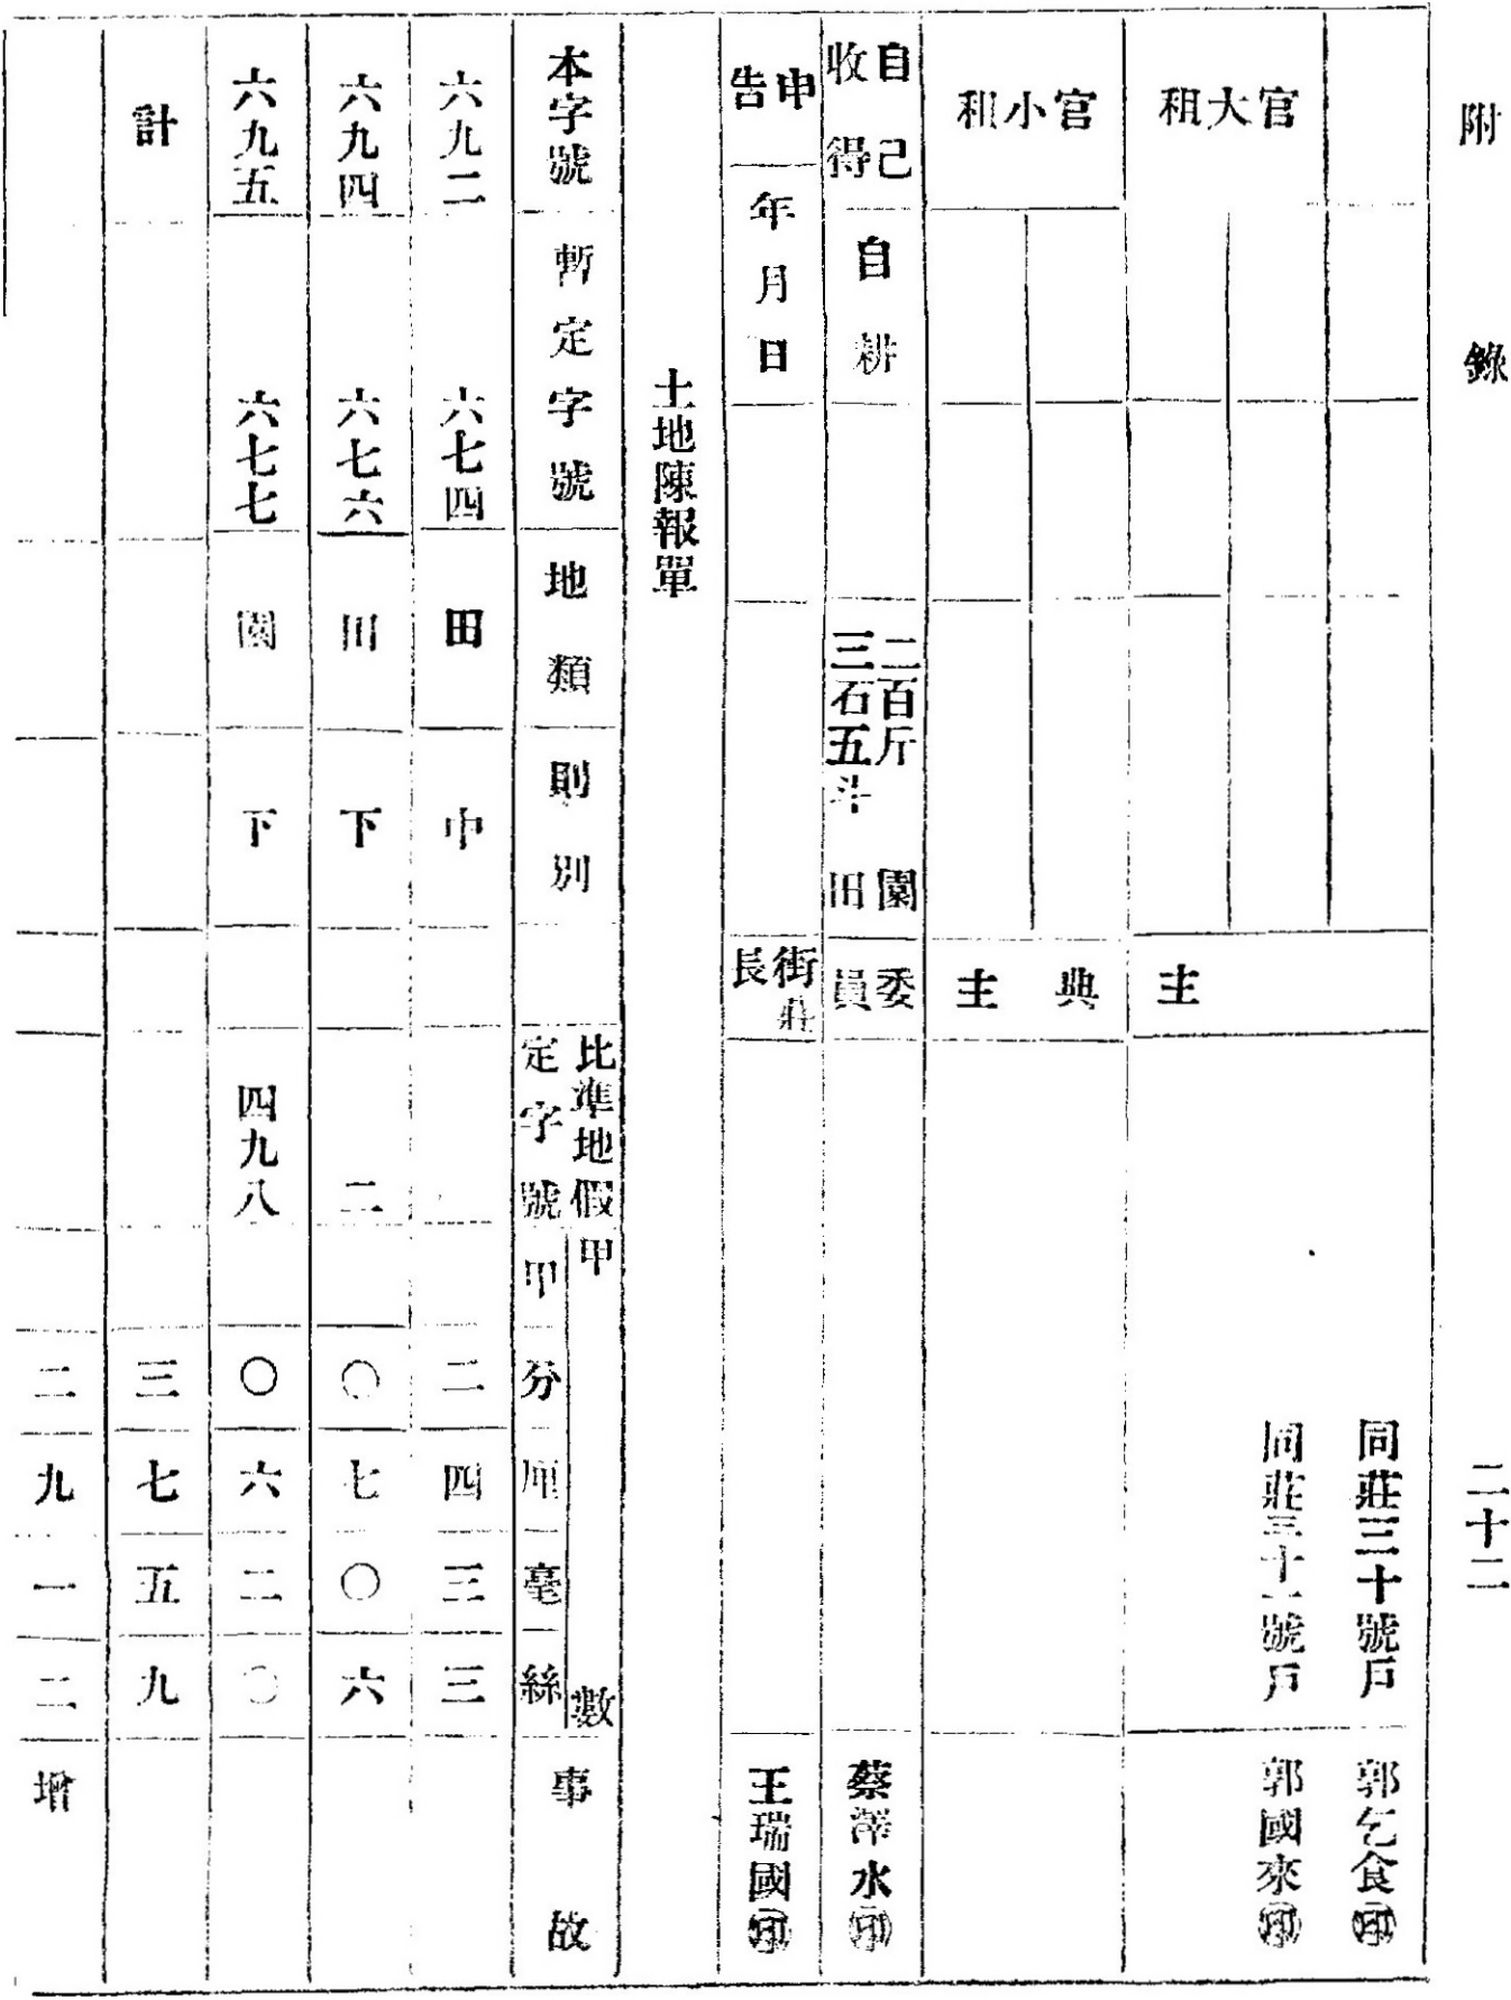 附錄 二十二
同莊三十號戶 郭乞食㊞
官大租 主 同莊三十一號戶 郭國來㊞
官小租 典主
自己收得 自耕 二百斤 園 三石五斗 田 委員 蔡澤水㊞
申告 年月日 街莊長 王瑞國㊞
土地陳報單
本字號 暫定字號 地類 則別 比準地假定字號 甲數 甲 分 厘 毫 絲 事故
六九二 六七四 田 中 二 四 三 三
六九四 六七六 田 下 二 〇 七 〇 六
六九五 六七七 園 下 四九八 〇 六 二 〇
計 三 七 五 九
二 九 一 二 增